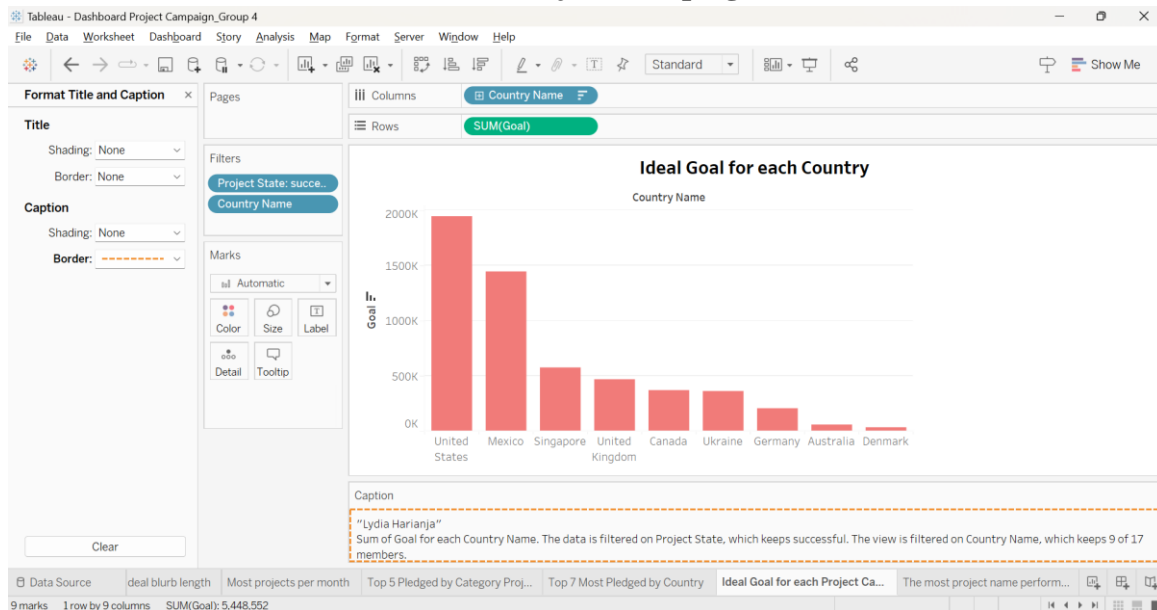 Tableau - Dashboard Project Campaign_Group 4
File Data Worksheet Dashboard Story Analysis Map Format Server Window Help
Standard
Show Me
Format Title and Caption ×
Title
Shading: None
Border: None
Caption
Shading: None
Border:
Clear
Pages
Filters
Project State: succe..
Country Name
Marks
Automatic
Color Size Label
Detail Tooltip
Columns Country Name
Rows SUM(Goal)
Ideal Goal for each Country
Country Name
Goal
2000K
1500K
1000K
500K
0K
United States
Mexico
Singapore
United Kingdom
Canada
Ukraine
Germany
Australia
Denmark
Caption
"Lydia Harianja"
Sum of Goal for each Country Name. The data is filtered on Project State, which keeps successful. The view is filtered on Country Name, which keeps 9 of 17
members.
Data Source deal blurb length Most projects per month Top 5 Pledged by Category Proj... Top 7 Most Pledged by Country Ideal Goal for each Project Ca... The most project name perform...
9 marks 1 row by 9 columns SUM(Goal): 5,448,552